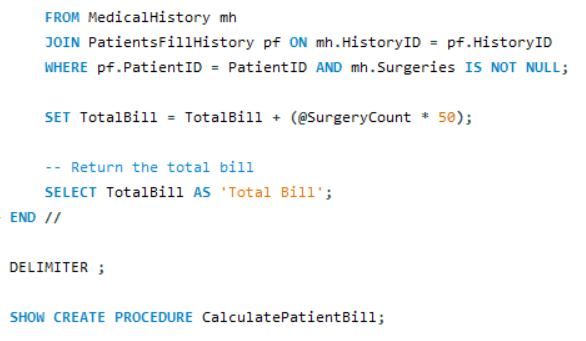 FROM MedicalHistory mh
JOIN PatientsFillHistory pf ON mh.HistoryID = pf.HistoryID
WHERE pf.PatientID = PatientID AND mh.Surgeries IS NOT NULL;
SET TotalBill = TotalBill + (@SurgeryCount * 50);
-- Return the total bill
SELECT TotalBill AS 'Total Bill';
END //
DELIMITER ;
SHOW CREATE PROCEDURE CalculatePatientBill;